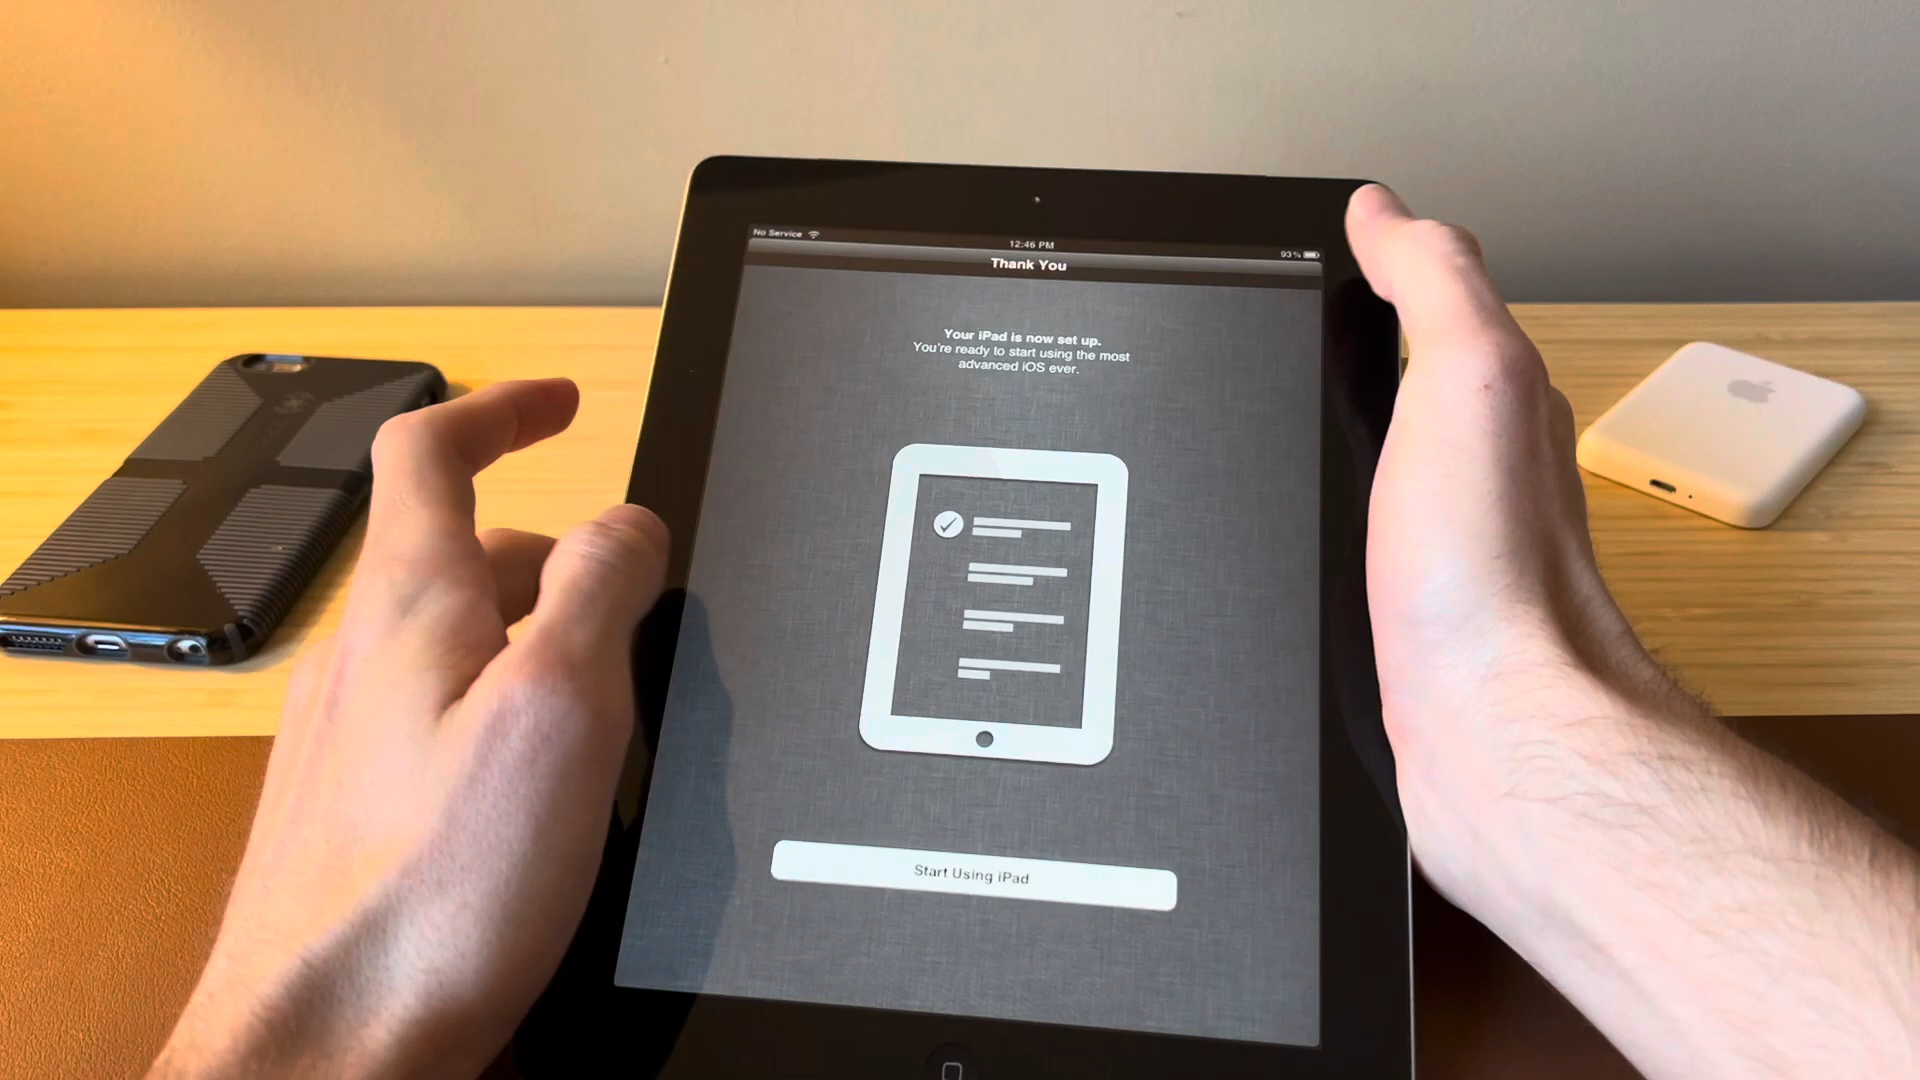 No Service
12:46 PM
93%
Thank You
Your iPad is now set up.
You're ready to start using the most
advanced iOS ever.
Start Using iPad